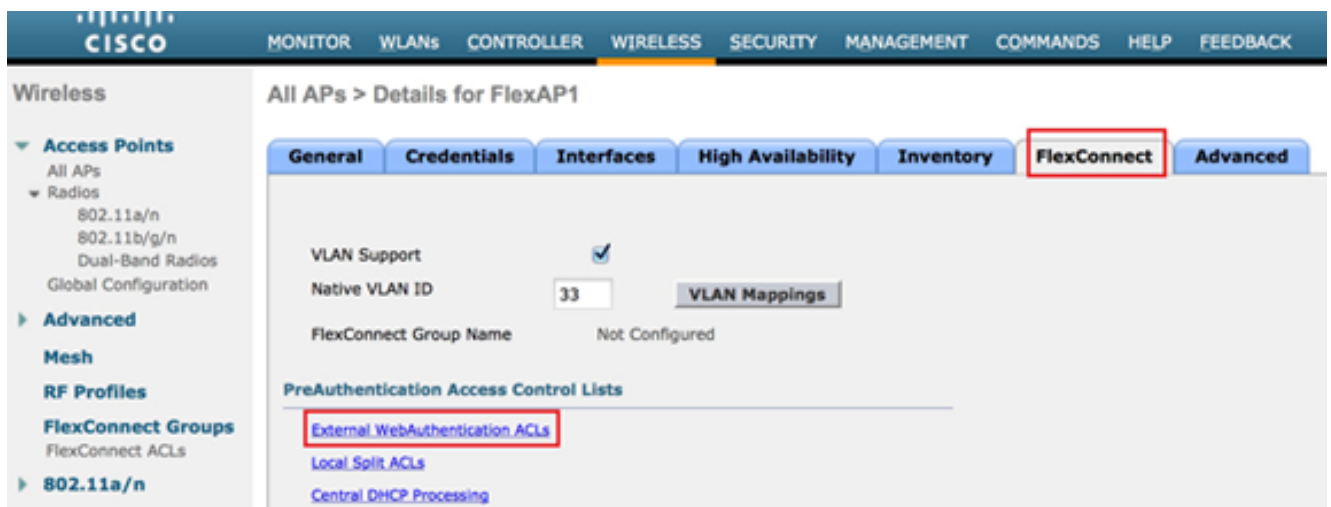 CISCO
MONITOR WLANs CONTROLLER WIRELESS SECURITY MANAGEMENT COMMANDS HELP FEEDBACK
Wireless
Access Points
All APs
Radios
802.11a/n
802.11b/g/n
Dual-Band Radios
Global Configuration
Advanced
Mesh
RF Profiles
FlexConnect Groups
FlexConnect ACLs
802.11a/n
All APs > Details for FlexAP1
General Credentials Interfaces High Availability Inventory FlexConnect Advanced
VLAN Support
Native VLAN ID 33 VLAN Mappings
FlexConnect Group Name Not Configured
PreAuthentication Access Control Lists
External WebAuthentication ACLs
Local Split ACLs
Central DHCP Processing